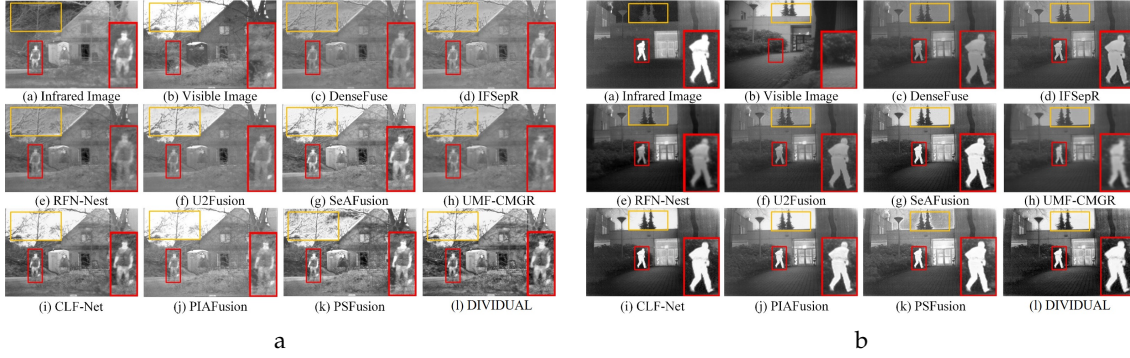 (a) Infrared Image (b) Visible Image (c) DenseFuse (d) IFSepR
(e) RFN-Nest (f) U2Fusion (g) SeAFusion (h) UMF-CMGR
(i) CLF-Net (j) PIAFusion (k) PSFusion (l) DIVIDUAL
a
(a) Infrared Image (b) Visible Image (c) DenseFuse (d) IFSepR
(e) RFN-Nest (f) U2Fusion (g) SeAFusion (h) UMF-CMGR
(i) CLF-Net (j) PIAFusion (k) PSFusion (l) DIVIDUAL
b